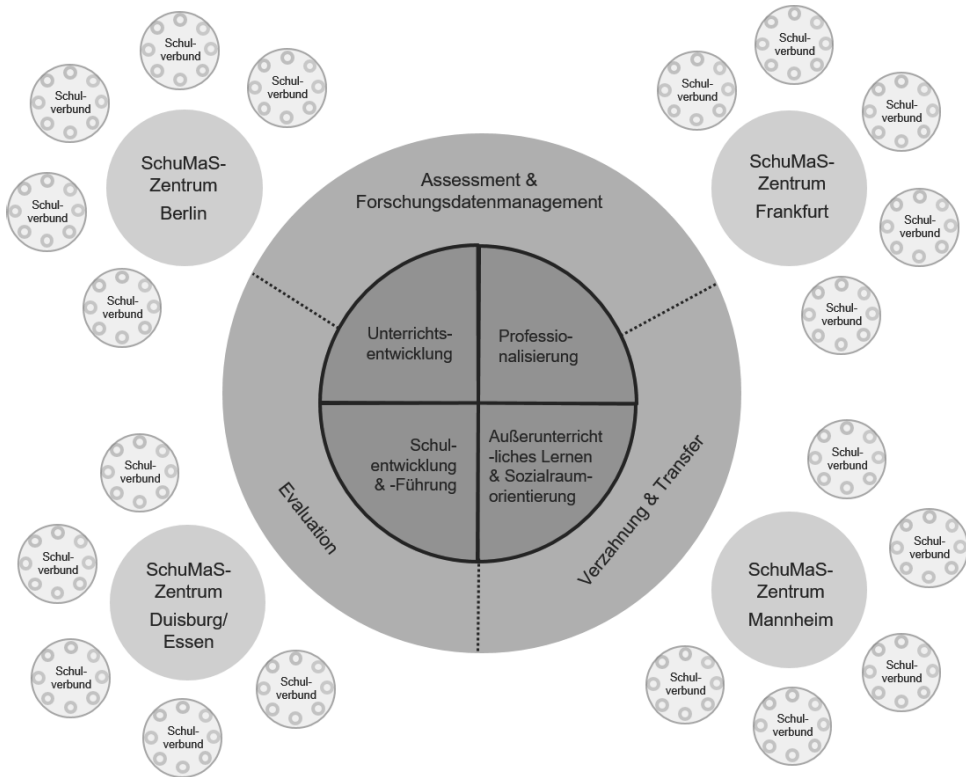 Schul-
verbund
Schul-
verbund
Schul-
verbund
Schul-
verbund
Schul-
verbund
SchuMaS-
Zentrum
Berlin
Schul-
verbund
Schul-
verbund
Schul-
verbund
Schul-
verbund
Schul-
verbund
SchuMaS-
Zentrum
Frankfurt
Assessment &
Forschungsdatenmanagement
Unterrichts-
entwicklung
Professio-
nalisierung
Schul-
entwicklung
& -Führung
Außerunterricht
-liches Lernen
& Sozialraum-
orientierung
Evaluation
Verzahnung & Transfer
Schul-
verbund
Schul-
verbund
SchuMaS-
Zentrum
Duisburg/
Essen
Schul-
verbund
Schul-
verbund
Schul-
verbund
Schul-
verbund
Schul-
verbund
SchuMaS-
Zentrum
Mannheim
Schul-
verbund
Schul-
verbund
Schul-
verbund